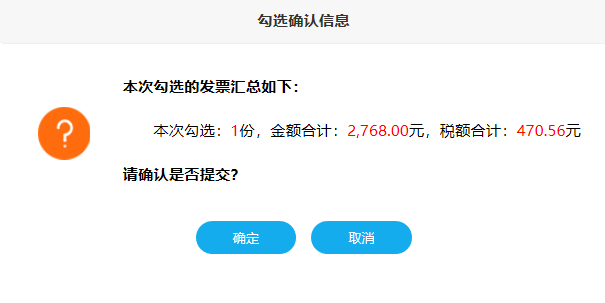 勾选确认信息
本次勾选的发票汇总如下：
本次勾选：1份，金额合计：2,768.00元，税额合计：470.56元
请确认是否提交？
确定 取消